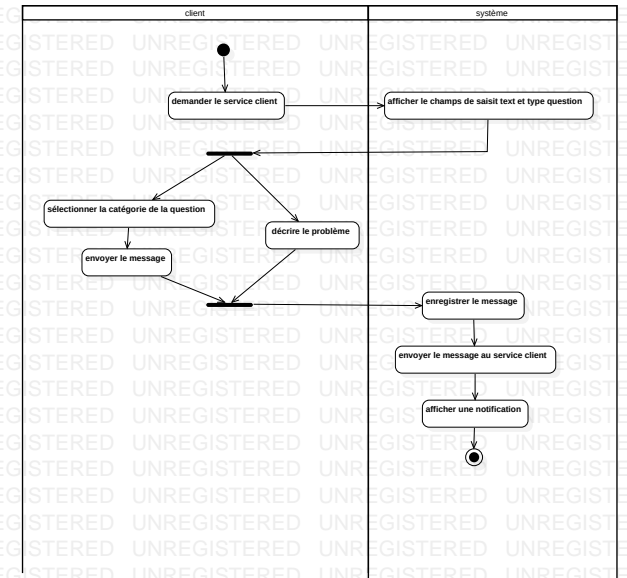 client
système
demander le service client
afficher le champs de saisit text et type question
sélectionner la catégorie de la question
décrire le problème
envoyer le message
enregistrer le message
envoyer le message au service client
afficher une notification
UNREGISTERED